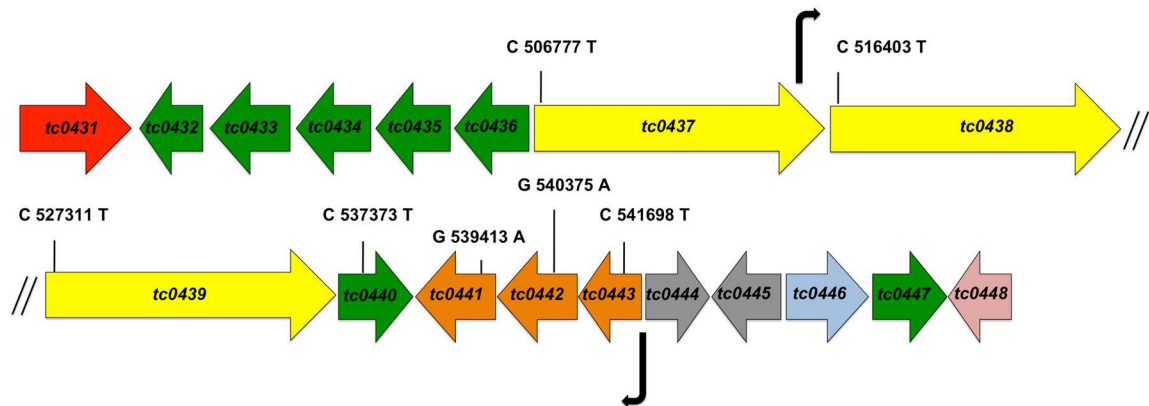 C 506777 T C 516403 T
tc0431 tc0432 tc0433 tc0434 tc0435 tc0436 tc0437 tc0438 //
G 540375 A
C 527311 T C 537373 T C 541698 T
G 539413 A
// tc0439 tc0440 tc0441 tc0442 tc0443 tc0444 tc0445 tc0446 tc0447 tc0448